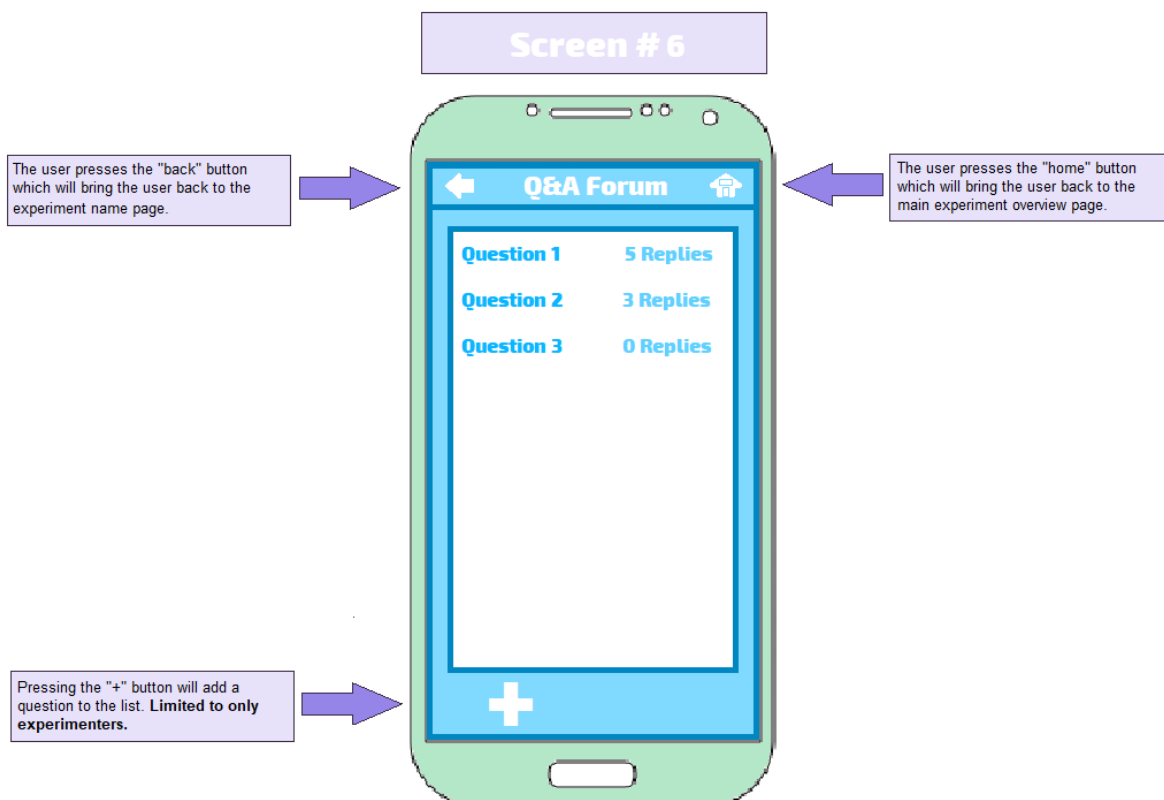 Screen # 6
The user presses the "back" button
which will bring the user back to the
experiment name page.
Q&A Forum
The user presses the "home" button
which will bring the user back to the
main experiment overview page.
Question 1 5 Replies
Question 2 3 Replies
Question 3 0 Replies
Pressing the "+" button will add a
question to the list. Limited to only
experimenters.